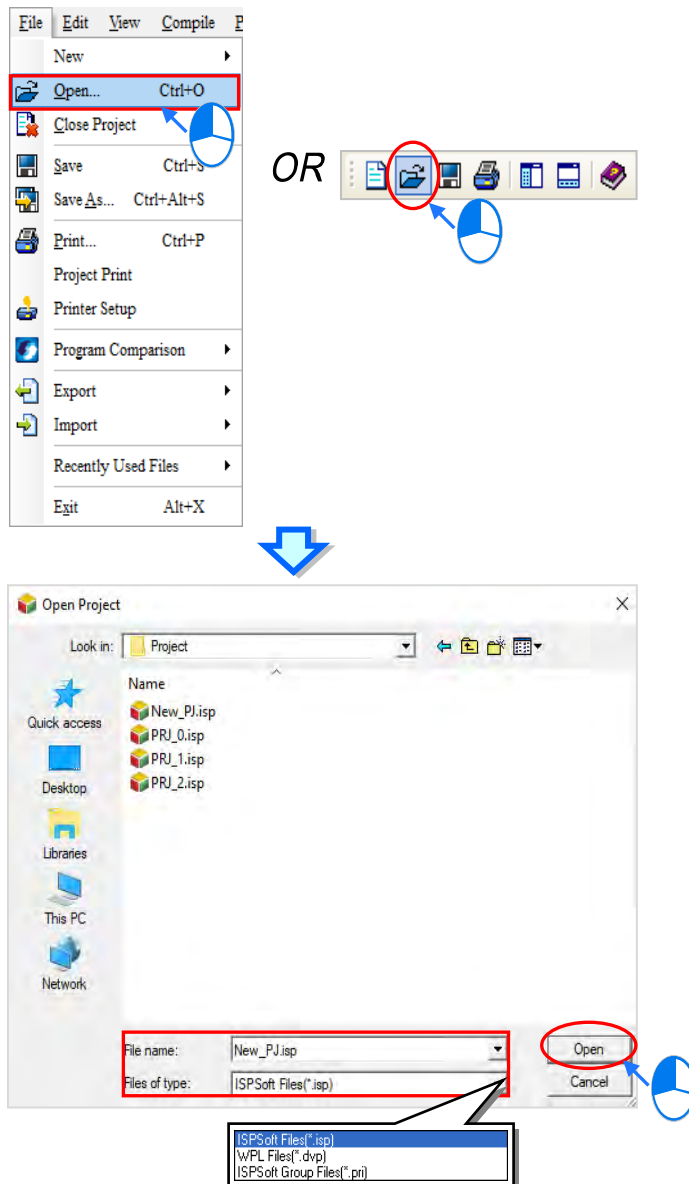 File Edit View Compile P
New
Open... Ctrl+O
Close Project
Save Ctrl+S
Save As... Ctrl+Alt+S
Print... Ctrl+P
Project Print
Printer Setup
Program Comparison
Export
Import
Recently Used Files
Exit Alt+X
OR
Open Project
Look in: Project
Name
New_PJ.isp
PRJ_0.isp
PRJ_1.isp
PRJ_2.isp
Quick access
Desktop
Libraries
This PC
Network
File name: New_PJ.isp Open
Files of type: ISPSoft Files(*.isp) Cancel
ISPSoft Files(*.isp)
WPL Files(*.dvp)
ISPSoft Group Files(*.pri)